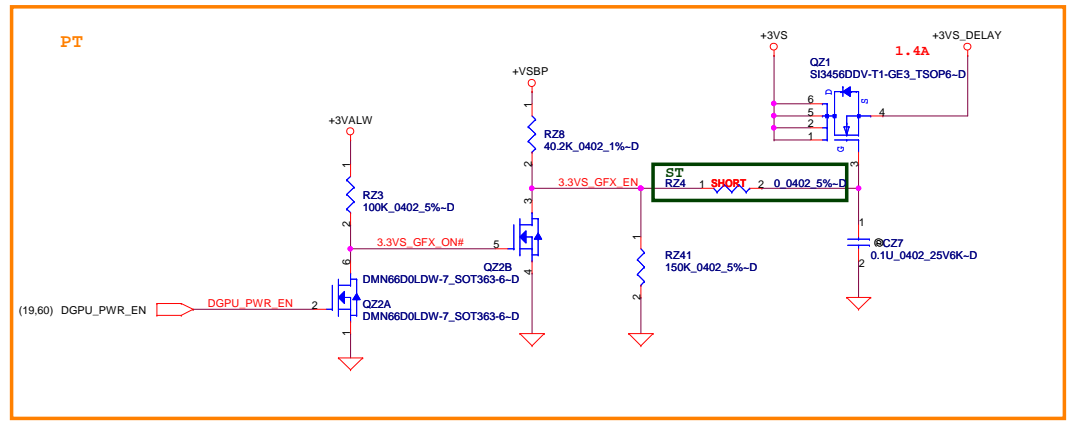 PT
+3VS
+3VS_DELAY
1.4A
QZ1
SI3456DDV-T1-GE3_TSOP6~D
D
S
6
5
2
1
4
G
3
+VSBP
1
RZ8
40.2K_0402_1%~D
2
+3VALW
1
RZ3
100K_0402_5%~D
2
3.3VS_GFX_EN
ST
RZ4
1
SHORT
2
0_0402_5%~D
3
3.3VS_GFX_ON#
5
QZ2B
DMN66D0LDW-7_SOT363-6~D
4
1
RZ41
150K_0402_5%~D
2
1
@CZ7
0.1U_0402_25V6K~D
2
6
QZ2A
DMN66D0LDW-7_SOT363-6~D
(19,60) DGPU_PWR_EN
DGPU_PWR_EN
2
1